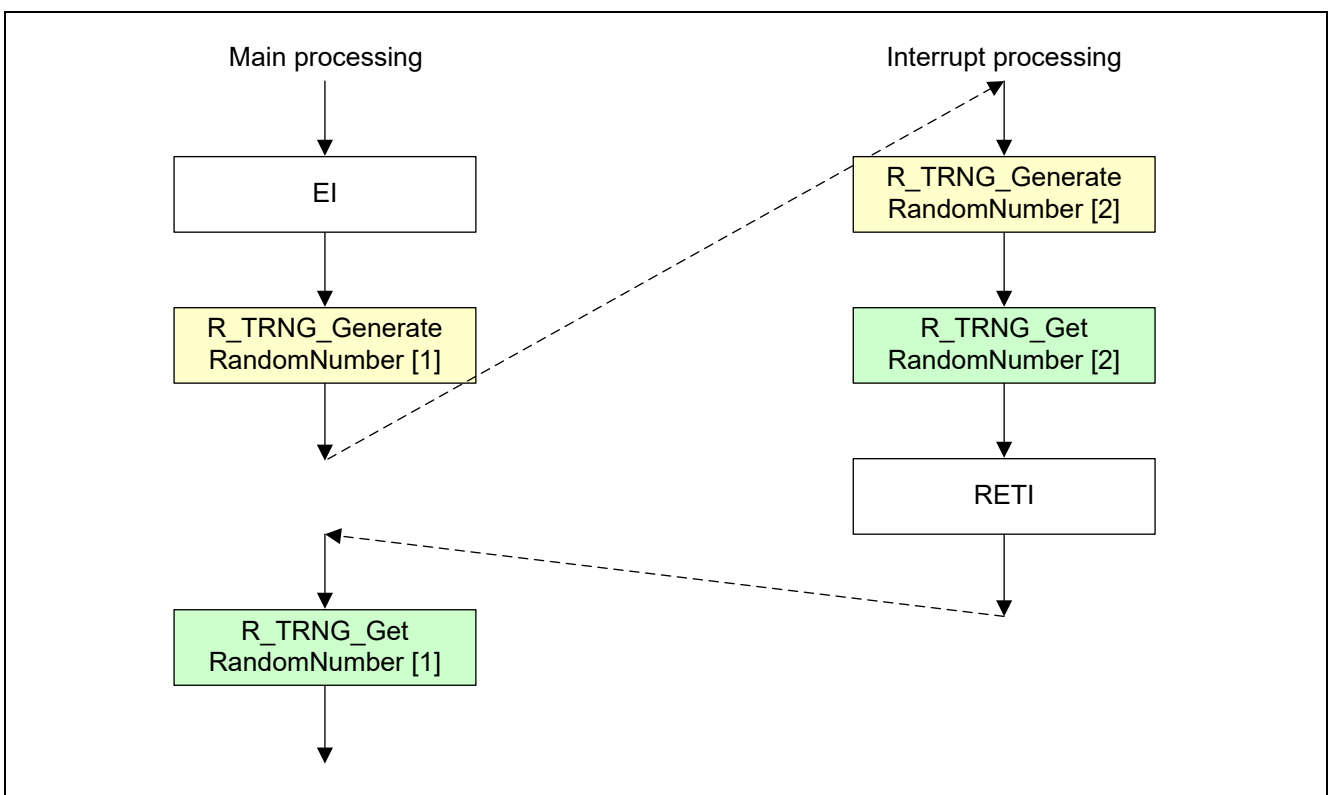 Main processing
EI
R_TRNG_Generate
RandomNumber [1]
R_TRNG_Get
RandomNumber [1]
Interrupt processing
R_TRNG_Generate
RandomNumber [2]
R_TRNG_Get
RandomNumber [2]
RETI